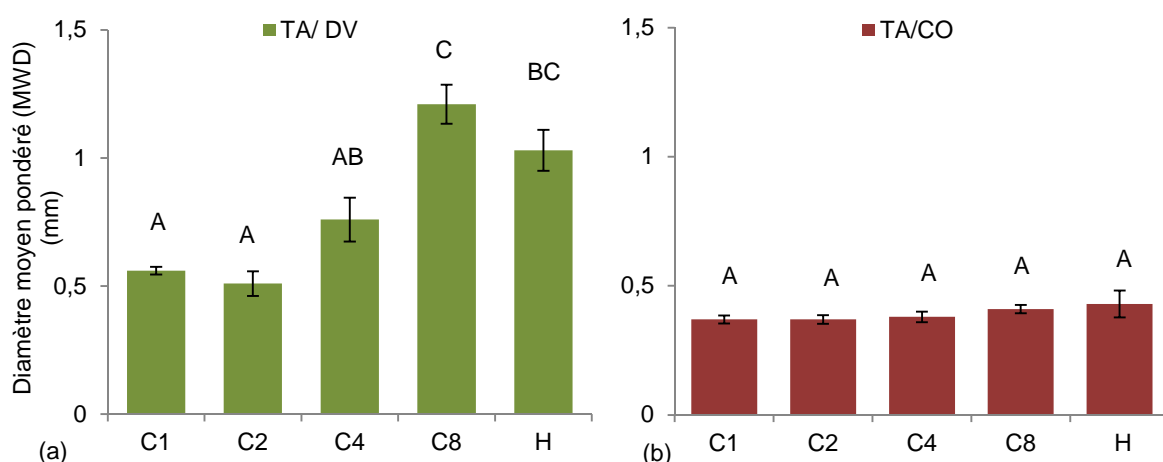 Diamètre moyen pondéré (MWD)
(mm)
1,5
1
0,5
0
TA/ DV
A
A
AB
C
BC
C1 C2 C4 C8 H
(a)
1,5
1
0,5
0
TA/CO
A
A
A
A
A
C1 C2 C4 C8 H
(b)